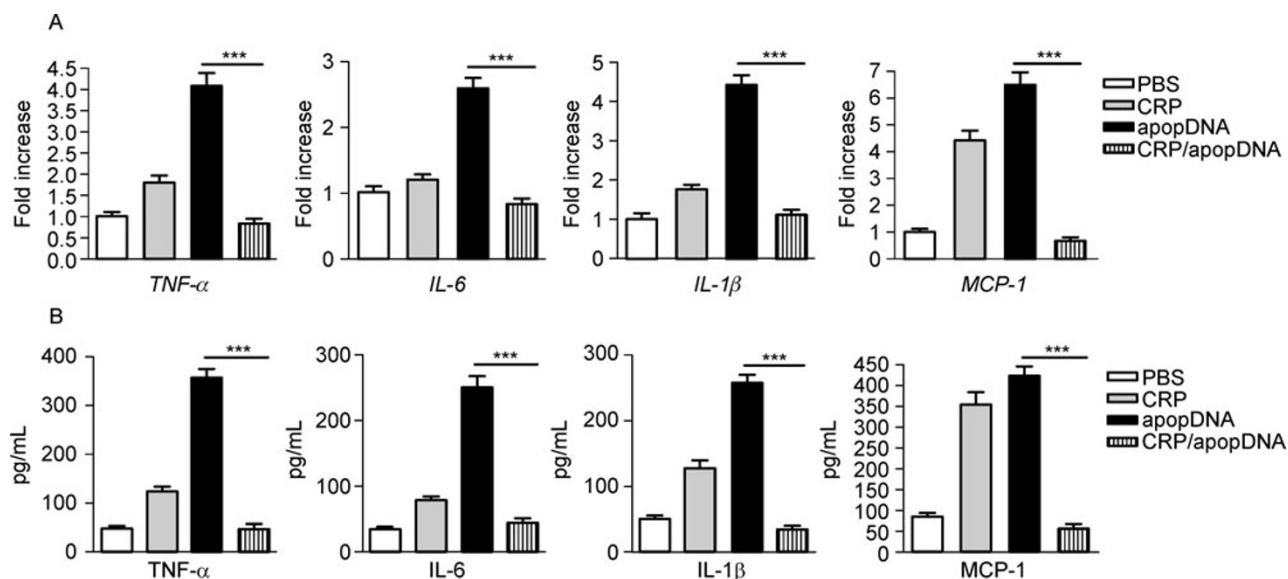 A
Fold increase
4.5
4.0
3.5
3.0
2.5
2.0
1.5
1.0
0.5
0.0
***
TNF-α
Fold increase
3
2
1
0
***
IL-6
Fold increase
5
4
3
2
1
0
***
IL-1β
Fold increase
7
6
5
4
3
2
1
0
***
MCP-1
PBS
CRP
apopDNA
CRP/apopDNA
B
pg/mL
400
300
200
100
0
***
TNF-α
pg/mL
300
200
100
0
***
IL-6
pg/mL
300
200
100
0
***
IL-1β
pg/mL
450
400
350
300
250
200
150
100
50
0
***
MCP-1
PBS
CRP
apopDNA
CRP/apopDNA